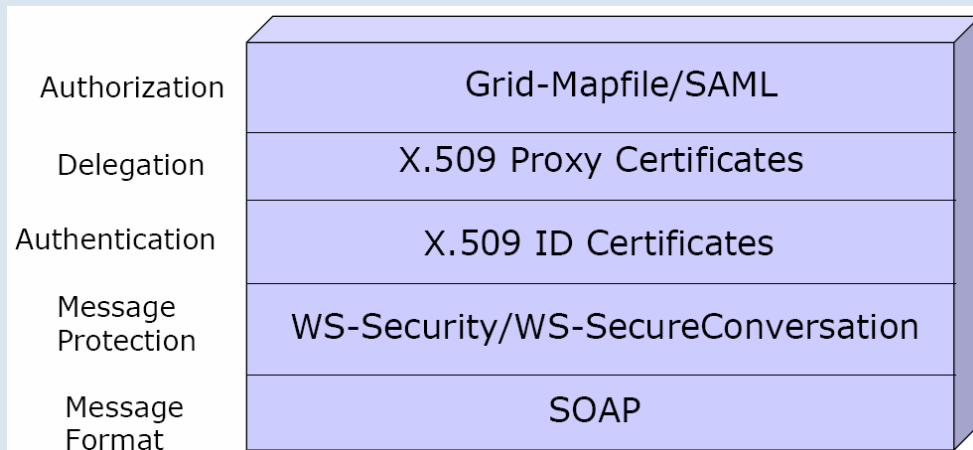 Authorization
Grid-Mapfile/SAML
Delegation
X.509 Proxy Certificates
Authentication
X.509 ID Certificates
Message
Protection
WS-Security/WS-SecureConversation
Message
Format
SOAP